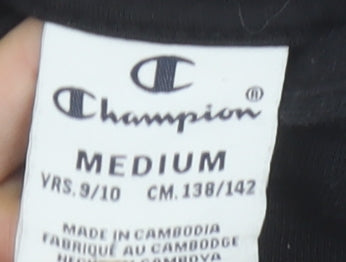 Champion®
MEDIUM
YRS. 9/10 CM. 138/142
MADE IN CAMBODIA
FABRIQUÉ AU CAMBODGE